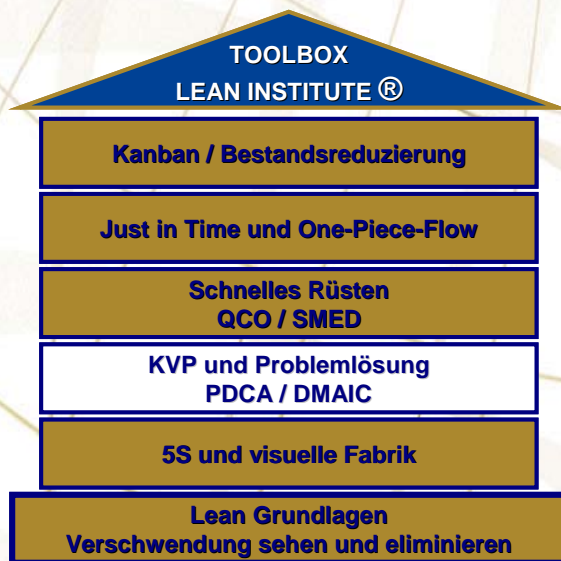 TOOLBOX
LEAN INSTITUTE ®
Kanban / Bestandsreduzierung
Just in Time und One-Piece-Flow
Schnelles Rüsten
QCO / SMED
KVP und Problemlösung
PDCA / DMAIC
5S und visuelle Fabrik
Lean Grundlagen
Verschwendung sehen und eliminieren